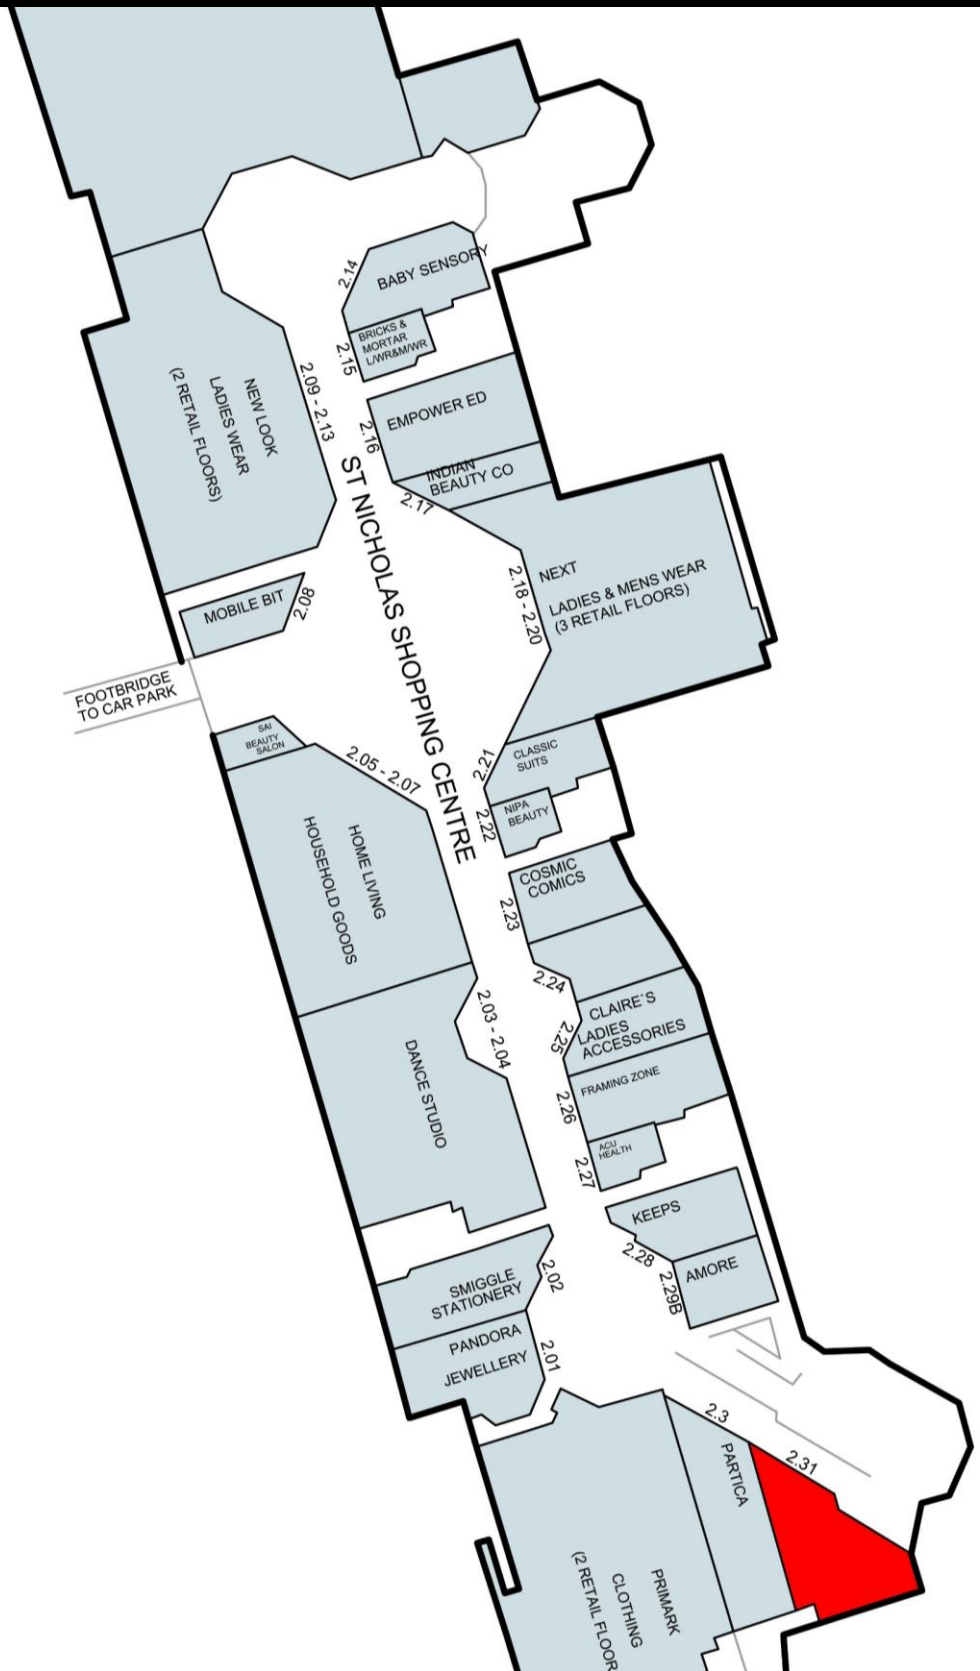 BABY SENSORY
2.14
BRICKS &
MORTAR
L/WR&M/WR
2.15
NEW LOOK
LADIES WEAR
(2 RETAIL FLOORS)
2.09 - 2.13
EMPOWER ED
2.16
INDIAN
BEAUTY CO
2.17
ST NICHOLAS SHOPPING CENTRE
NEXT
LADIES & MENS WEAR
(3 RETAIL FLOORS)
2.18 - 2.20
MOBILE BIT
2.08
FOOTBRIDGE
TO CAR PARK
SAI
BEAUTY
SALON
2.05 - 2.07
2.21
CLASSIC
SUITS
NIPA
BEAUTY
2.22
HOME LIVING
HOUSEHOLD GOODS
COSMIC
COMICS
2.23
2.24
2.03 - 2.04
CLAIRE`S
LADIES
ACCESSORIES
2.25
DANCE STUDIO
FRAMING ZONE
2.26
ACU
HEALTH
2.27
KEEPS
2.28
AMORE
2.29B
SMIGGLE
STATIONERY
2.02
PANDORA
JEWELLERY
2.01
2.3
PARTICA
2.31
PRIMARK
CLOTHING
(2 RETAIL FLOOR